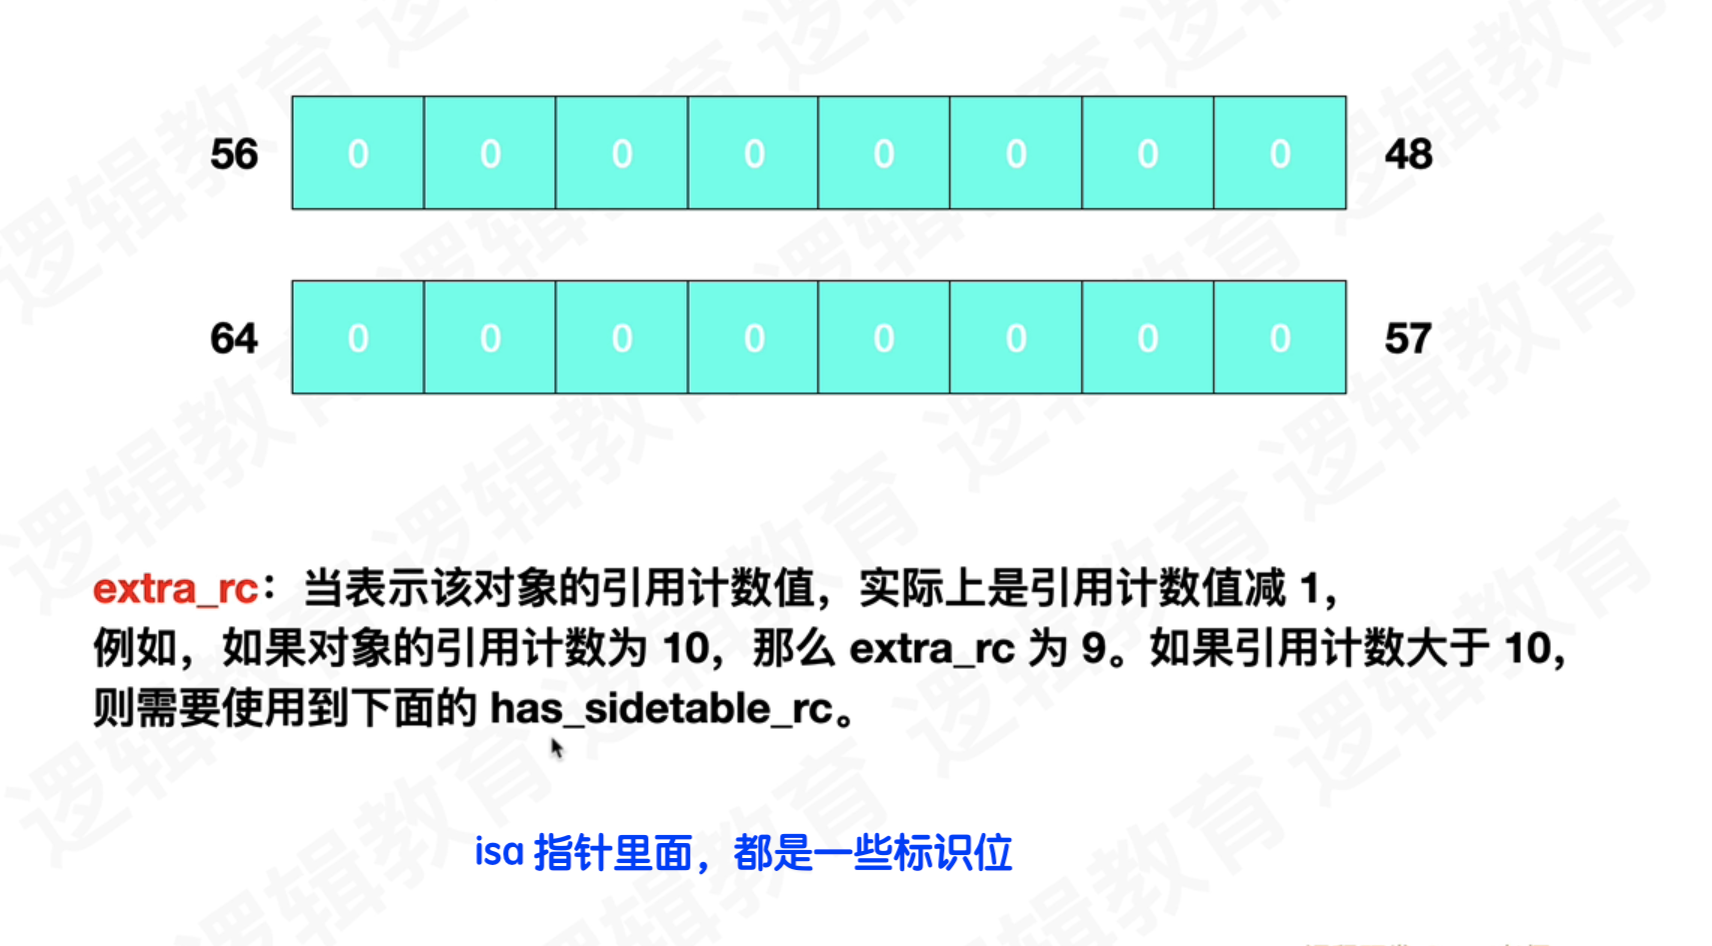 56 0 0 0 0 0 0 0 0 48
64 0 0 0 0 0 0 0 0 57
extra_rc：当表示该对象的引用计数值，实际上是引用计数值减 1，
例如，如果对象的引用计数为 10，那么 extra_rc 为 9。如果引用计数大于 10，
则需要使用到下面的 has_sidetable_rc。
isa 指针里面，都是一些标识位
逻辑教育